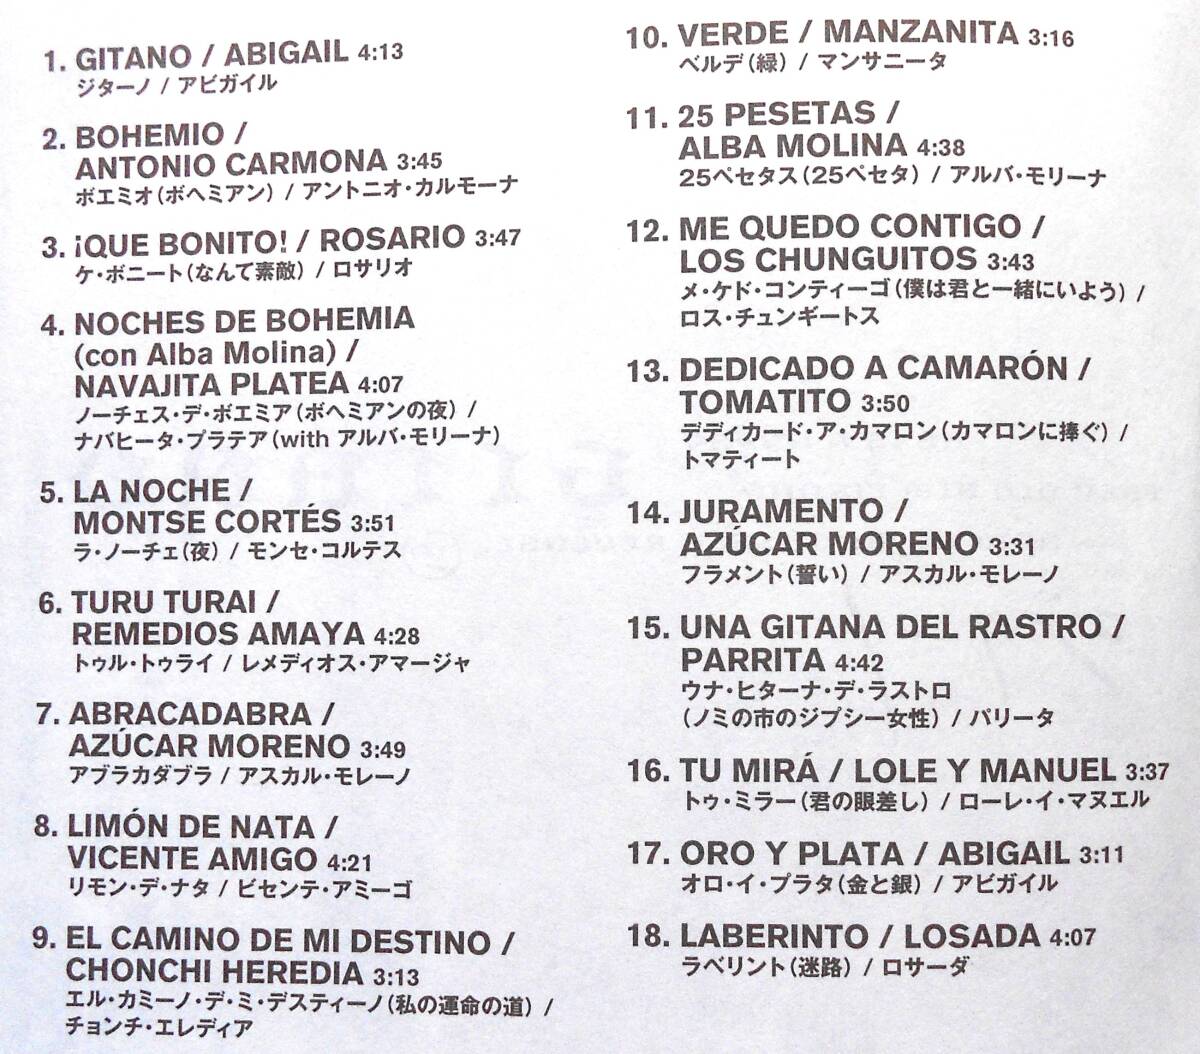 1. GITANO / ABIGAIL 4:13
ジターノ / アビガイル
2. BOHEMIO /
ANTONIO CARMONA 3:45
ボエミオ(ボヘミアン) / アントニオ・カルモーナ
3. ¡QUE BONITO! / ROSARIO 3:47
ケ・ボニート(なんて素敵) / ロサリオ
4. NOCHES DE BOHEMIA
(con Alba Molina) /
NAVAJITA PLATEA 4:07
ノーチェス・デ・ボエミア(ボヘミアンの夜) /
ナバヒータ・プラテア(with アルバ・モリーナ)
5. LA NOCHE /
MONTSE CORTÉS 3:51
ラ・ノーチェ(夜) / モンセ・コルテス
6. TURU TURAI /
REMEDIOS AMAYA 4:28
トゥル・トゥライ / レメディオス・アマージャ
7. ABRACADABRA /
AZÚCAR MORENO 3:49
アブラカダブラ / アスカル・モレーノ
8. LIMÓN DE NATA /
VICENTE AMIGO 4:21
リモン・デ・ナタ / ビセンテ・アミーゴ
9. EL CAMINO DE MI DESTINO /
CHONCHI HEREDIA 3:13
エル・カミーノ・デ・ミ・デスティーノ(私の運命の道) /
チョンチ・エレディア
10. VERDE / MANZANITA 3:16
ベルデ(緑) / マンサニータ
11. 25 PESETAS /
ALBA MOLINA 4:38
25ペセタス(25ペセタ) / アルバ・モリーナ
12. ME QUEDO CONTIGO /
LOS CHUNGUITOS 3:43
メ・ケド・コンティーゴ(僕は君と一緒にいよう) /
ロス・チュンギートス
13. DEDICADO A CAMARÓN /
TOMATITO 3:50
デディカード・ア・カマロン(カマロンに捧ぐ) /
トマティート
14. JURAMENTO /
AZÚCAR MORENO 3:31
フラメント(誓い) / アスカル・モレーノ
15. UNA GITANA DEL RASTRO /
PARRITA 4:42
ウナ・ヒターナ・デ・ラストロ
(ノミの市のジプシー女性) / パリータ
16. TU MIRÁ / LOLE Y MANUEL 3:37
トゥ・ミラー(君の眼差し) / ローレ・イ・マヌエル
17. ORO Y PLATA / ABIGAIL 3:11
オロ・イ・プラタ(金と銀) / アビガイル
18. LABERINTO / LOSADA 4:07
ラベリント(迷路) / ロサーダ